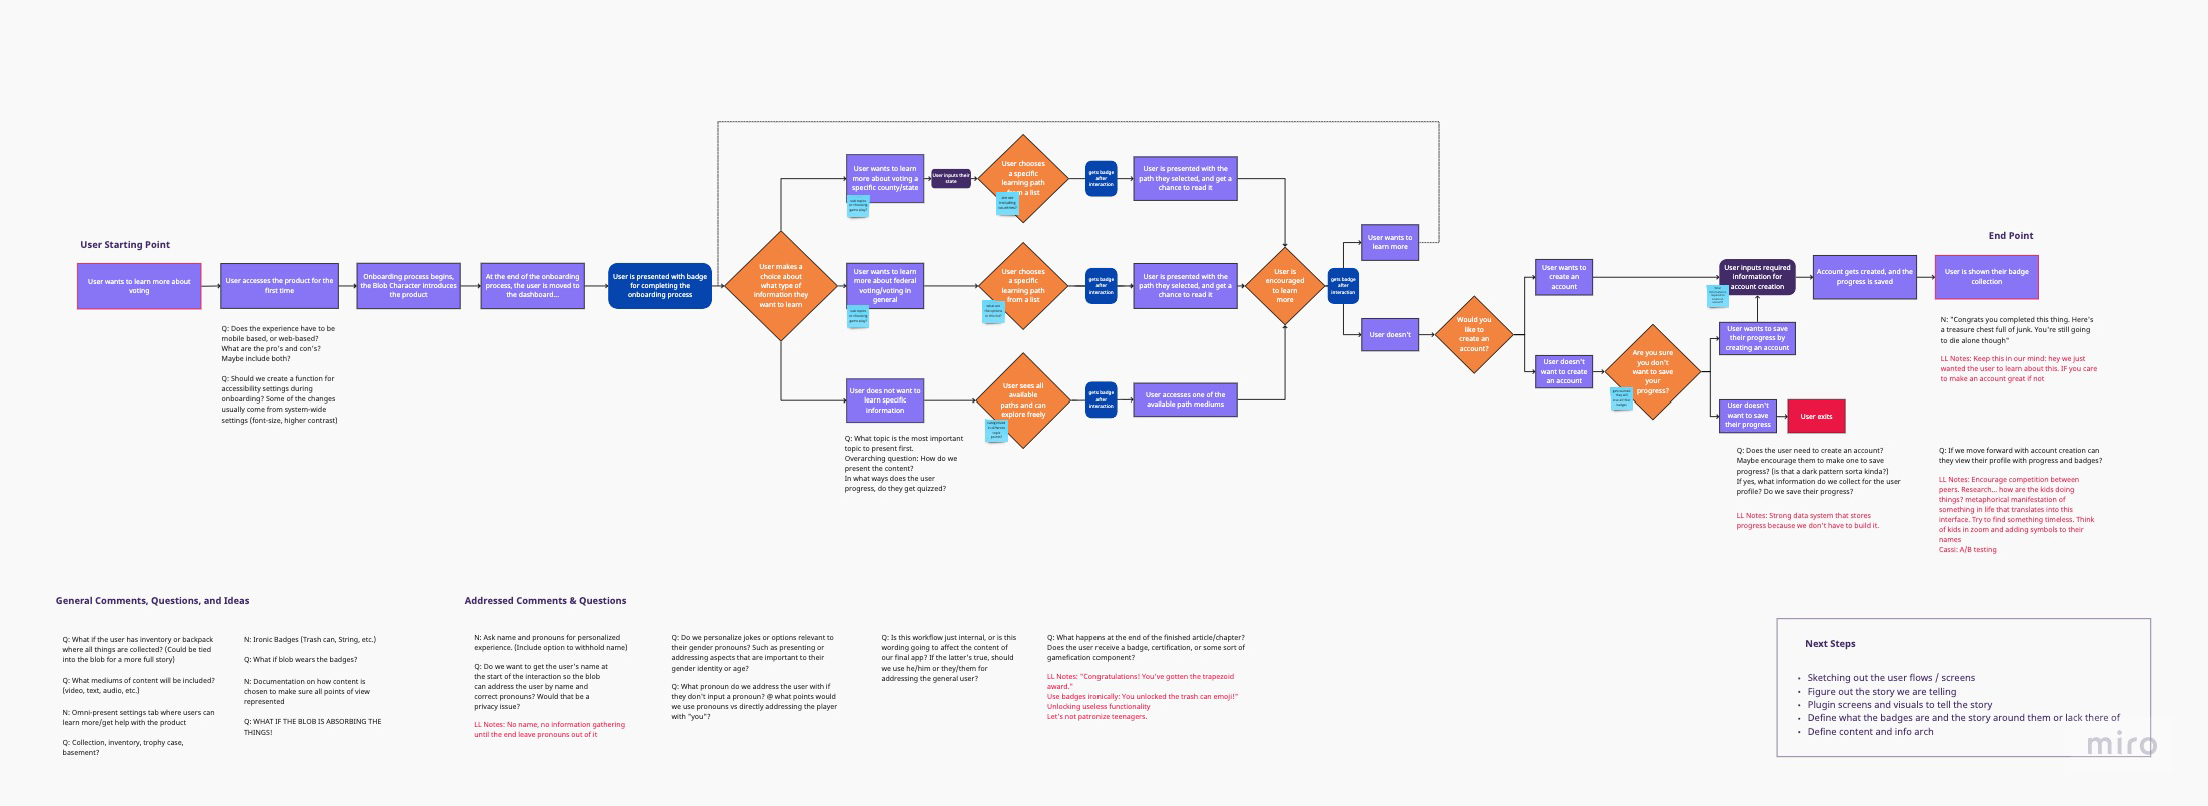 User Starting Point
End Point
User wants to learn more about
voting
User accesses the product for the
first time
Onboarding process begins,
the Blob Character introduces
the product
At the end of the onboarding
process, the user is moved to
the dashboard...
User is presented with badge
for completing the
onboarding process
User makes a
choice about
what type of
information they
want to learn
User wants to learn
more about voting a
specific county/state
User inputs their
state
User chooses
a specific
learning path
from a list
gets badge
after
interaction
User is presented with the
path they selected, and get a
chance to read it
User wants to learn
more about federal
voting/voting in
general
User chooses
a specific
learning path
from a list
gets badge
after
interaction
User is presented with the
path they selected, and get a
chance to read it
User does not want to
learn specific
information
User sees all
available
paths and can
explore freely
gets badge
after
interaction
User accesses one of the
available path mediums
User is
encouraged
to learn
more
gets badge
after
interaction
User wants to
learn more
User doesn't
Would you
like to
create an
account?
User wants to
create an
account
User doesn't
want to create
an account
Are you sure
you don't
want to save
your
progress?
User inputs required
information for
account creation
User wants to save
their progress by
creating an account
User doesn't
want to save
their progress
User exits
Account gets created, and the
progress is saved
User is shown their badge
collection
Q: Does the experience have to be
mobile based, or web-based?
What are the pro's and con's?
Maybe include both?
Q: Should we create a function for
accessibility settings during
onboarding? Some of the changes
usually come from system-wide
settings (font-size, higher contrast)
Q: What topic is the most important
topic to present first.
Overarching question: How do we
present the content?
In what ways does the user
progress, do they get quizzed?
N: "Congrats you completed this thing. Here's
a treasure chest full of junk. You're still going
to die alone though"
LL Notes: Keep this in our mind: hey we just
wanted the user to learn about this. IF you care
to make an account great if not
Q: Does the user need to create an account?
Maybe encourage them to make one to save
progress? (is that a dark pattern sorta kinda?)
If yes, what information do we collect for the user
profile? Do we save their progress?
LL Notes: Strong data system that stores
progress because we don't have to build it.
Q: If we move forward with account creation can
they view their profile with progress and badges?
LL Notes: Encourage competition between
peers. Research... how are the kids doing
things? metaphorical manifestation of
something in life that translates into this
interface. Try to find something timeless. Think
of kids in zoom and adding symbols to their
names
Cassi: A/B testing
General Comments, Questions, and Ideas
Q: What if the user has inventory or backpack
where all things are collected? (Could be tied
into the blob for a more full story)
Q: What mediums of content will be included?
(video, text, audio, etc.)
N: Omni-present settings tab where users can
learn more/get help with the product
Q: Collection, inventory, trophy case,
basement?
N: Ironic Badges (Trash can, String, etc.)
Q: What if blob wears the badges?
N: Documentation on how content is
chosen to make sure all points of view
represented
Q: WHAT IF THE BLOB IS ABSORBING THE
THINGS!
Addressed Comments & Questions
N: Ask name and pronouns for personalized
experience. (Include option to withhold name)
Q: Do we want to get the user's name at
the start of the interaction so the blob
can address the user by name and
correct pronouns? Would that be a
privacy issue?
LL Notes: No name, no information gathering
until the end leave pronouns out of it
Q: Do we personalize jokes or options relevant to
their gender pronouns? Such as presenting or
addressing aspects that are important to their
gender identity or age?
Q: What pronoun do we address the user with if
they don't input a pronoun? @ what points would
we use pronouns vs directly addressing the player
with "you"?
Q: Is this workflow just internal, or is this
wording going to affect the content of
our final app? If the latter's true, should
we use he/him or they/them for
addressing the general user?
Q: What happens at the end of the finished article/chapter?
Does the user receive a badge, certification, or some sort of
gamefication component?
LL Notes: "Congratulations! You've gotten the trapezoid
award."
Use badges ironically: You unlocked the trash can emoji!"
Unlocking useless functionality
Let's not patronize teenagers.
Next Steps
• Sketching out the user flows / screens
• Figure out the story we are telling
• Plugin screens and visuals to tell the story
• Define what the badges are and the story around them or lack there of
• Define content and info arch
miro